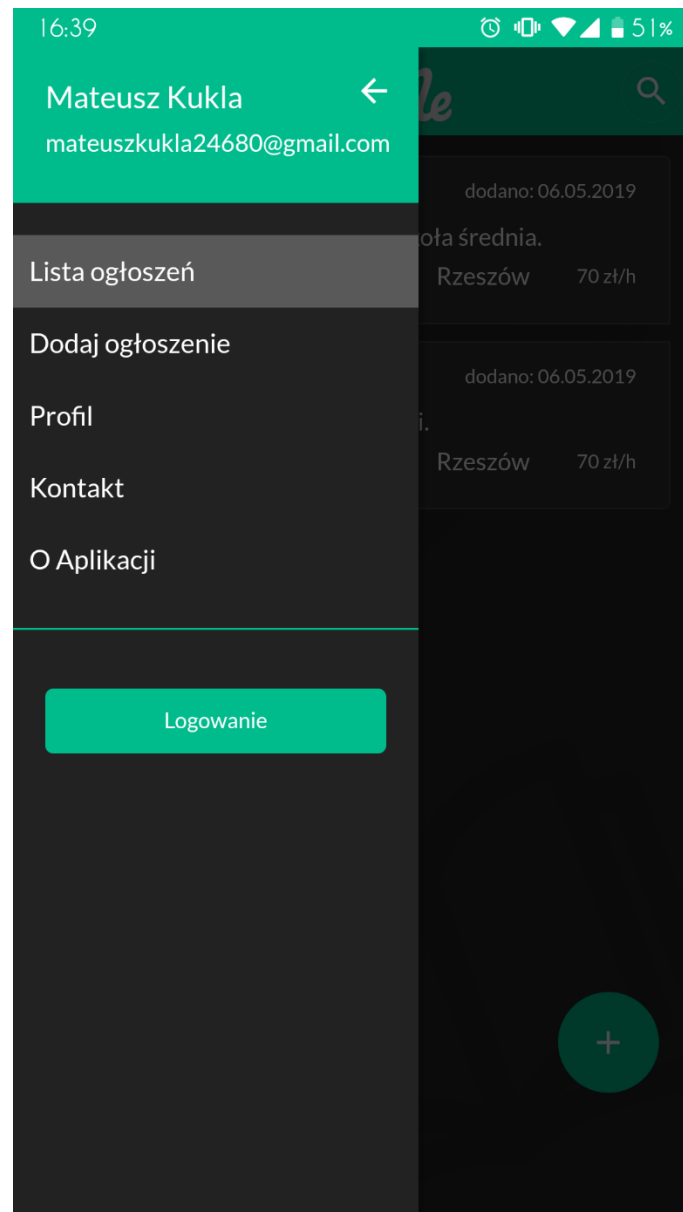 16:39 51%
Mateusz Kukla
mateuszkukla24680@gmail.com
Lista ogłoszeń
Dodaj ogłoszenie
Profil
Kontakt
O Aplikacji
Logowanie
dodano: 06.05.2019
średnia.
Rzeszów 70 zł/h
dodano: 06.05.2019
Rzeszów 70 zł/h
+